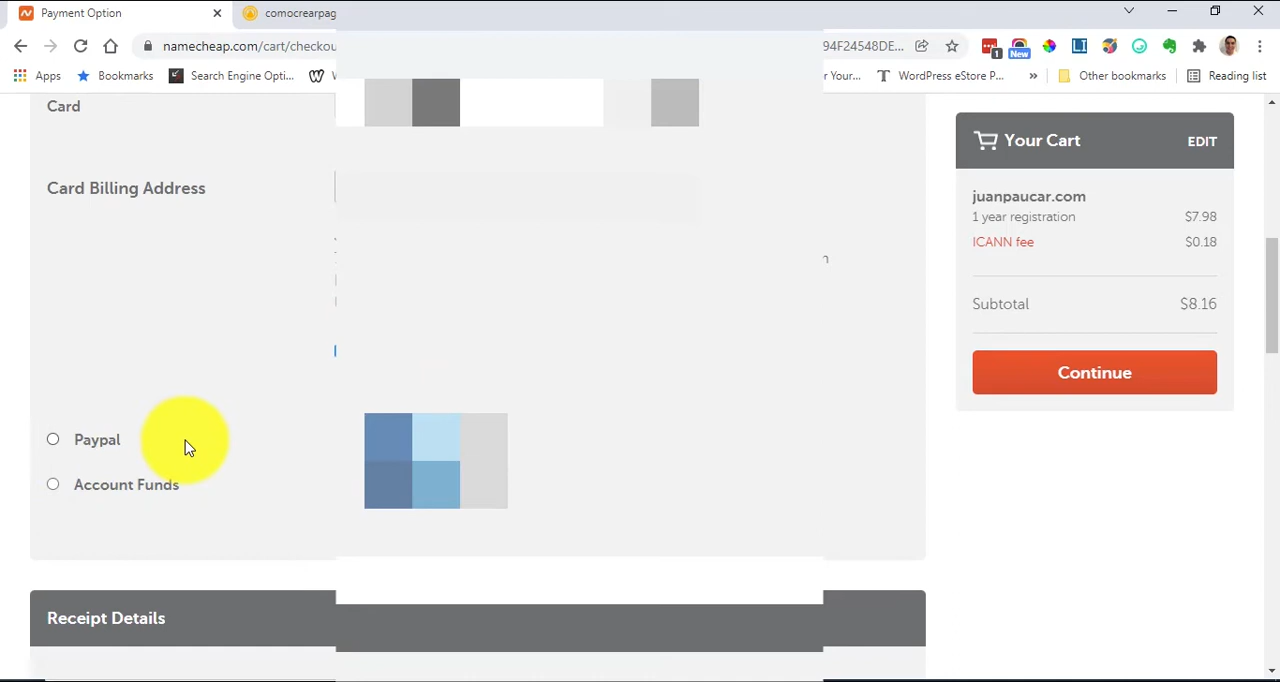 Payment Option
comocrearpag
namecheap.com/cart/checkou
94F24548DE...
1
New
Apps
Bookmarks
Search Engine Opti...
r Your...
WordPress eStore P...
»
Other bookmarks
Reading list
Card
Your Cart
EDIT
Card Billing Address
juanpaucar.com
1 year registration
$7.98
ICANN fee
$0.18
n
Subtotal
$8.16
Continue
Paypal
Account Funds
Receipt Details